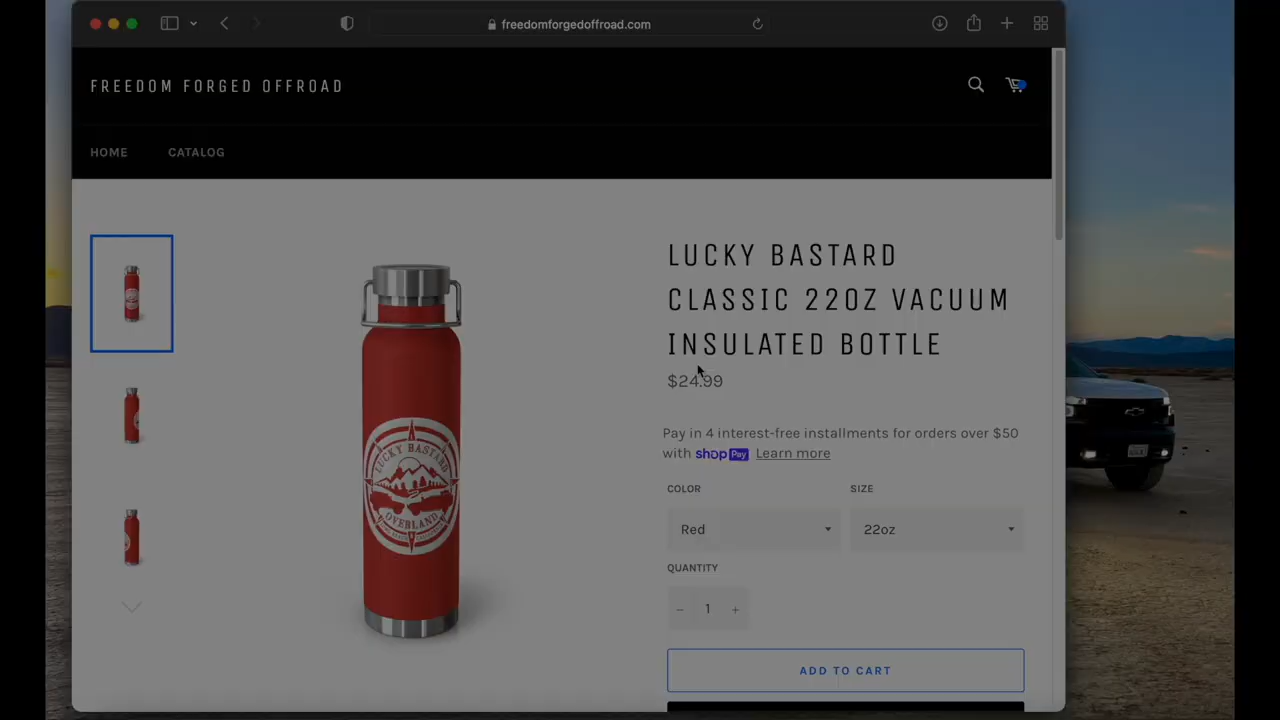 freedomforgedoffroad.com
FREEDOM FORGED OFFROAD
HOME CATALOG
LUCKY BASTARD
CLASSIC 22OZ VACUUM
INSULATED BOTTLE
$24.99
Pay in 4 interest-free installments for orders over $50
with shop Pay Learn more
COLOR SIZE
Red 22oz
QUANTITY
− 1 +
ADD TO CART
LUCKY BASTARD
OVERLAND